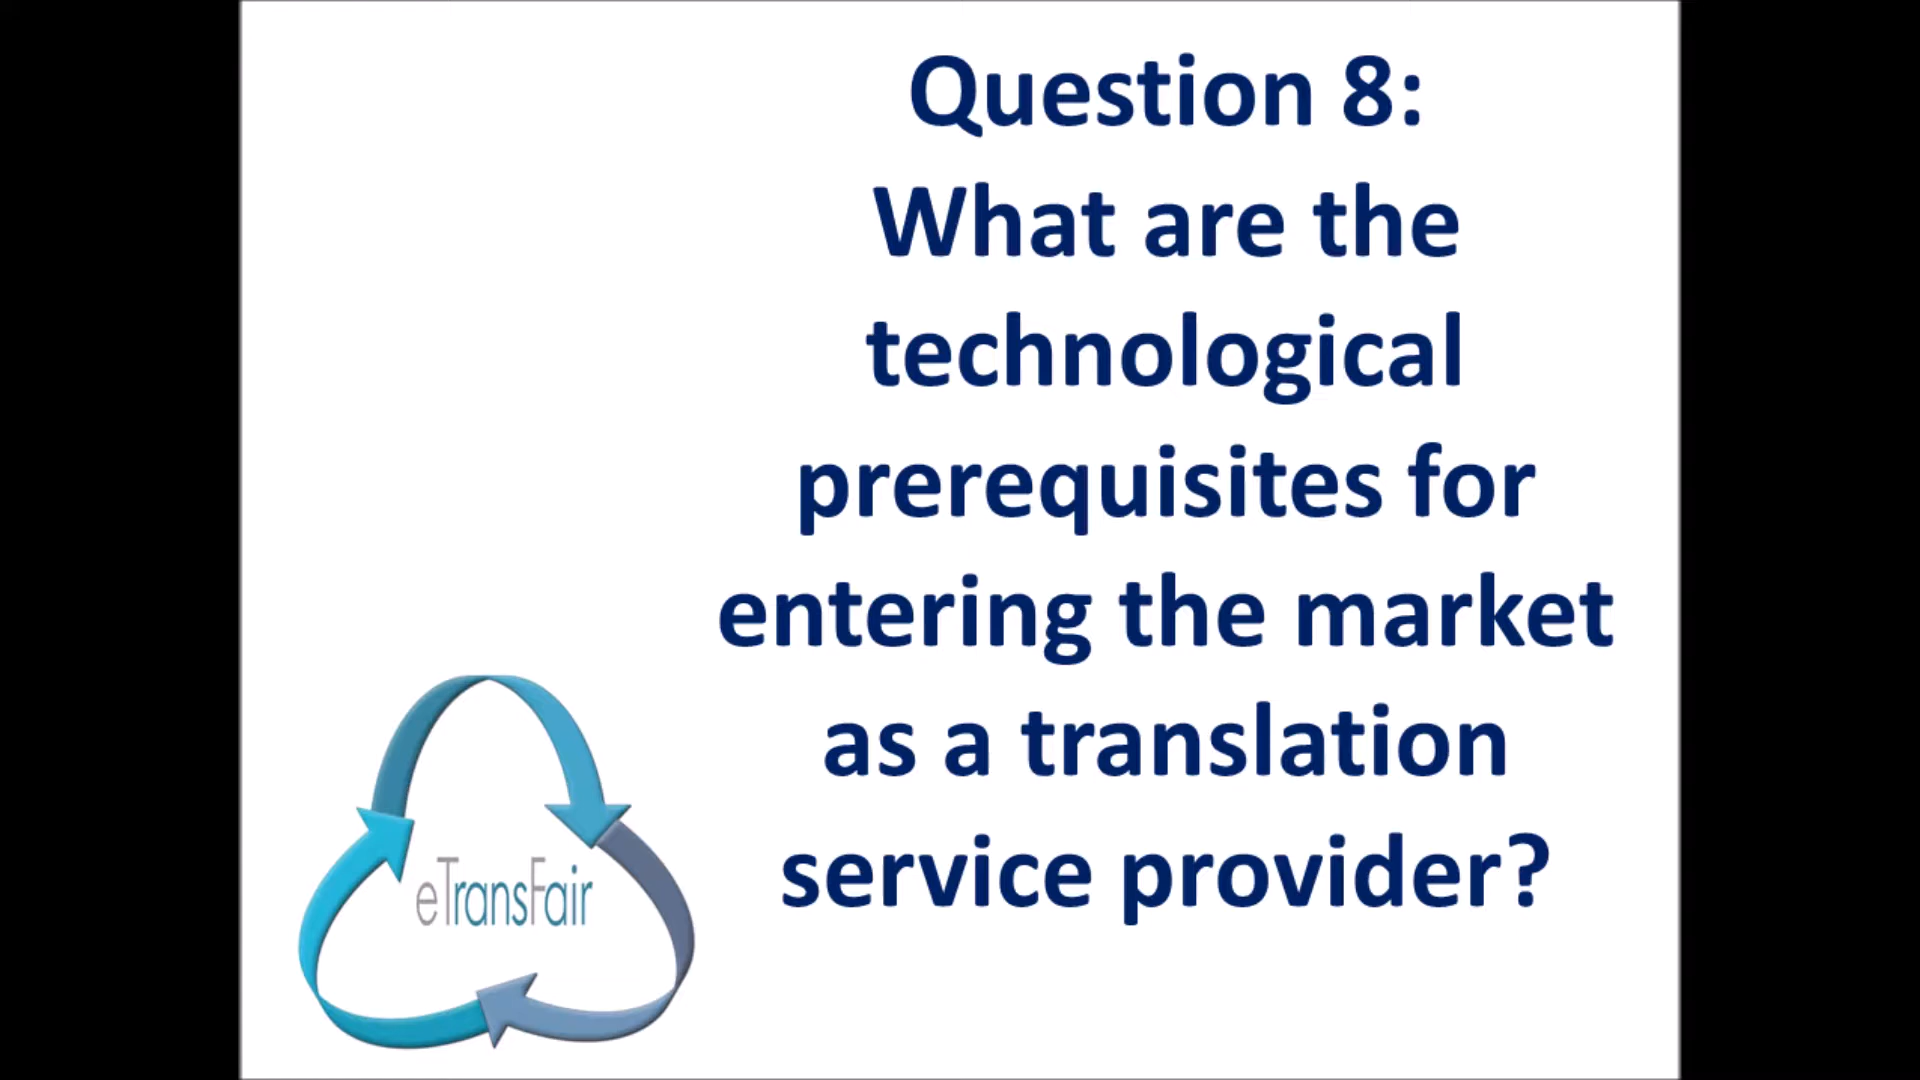 Question 8:
What are the
technological
prerequisites for
entering the market
as a translation
service provider?
eTransFair